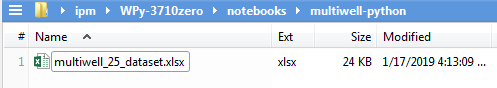 ipm WPy-3710zero notebooks multiwell-python
# Name Ext Size Modified
1 multiwell_25_dataset.xlsx xlsx 24 KB 1/17/2019 4:13:09 ...